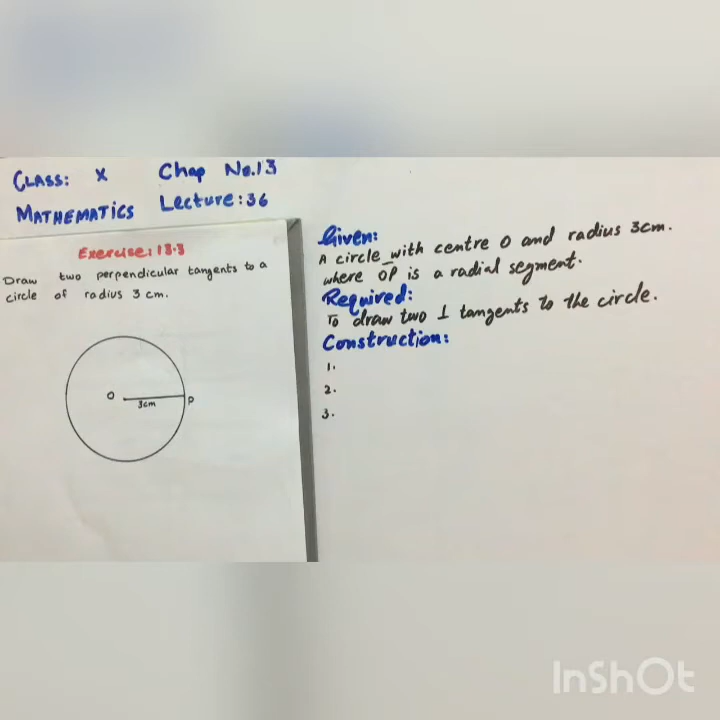 CLASS: X Chap No.13
MATHEMATICS Lecture:36
Exercise: 13.3
Draw two perpendicular tangents to a
circle of radius 3 cm.
O 3cm P
Given:
A circle with centre O and radius 3cm.
where OP is a radial segment.
Required:
To draw two ⊥ tangents to the circle.
Construction:
1.
2.
3.
InShOt